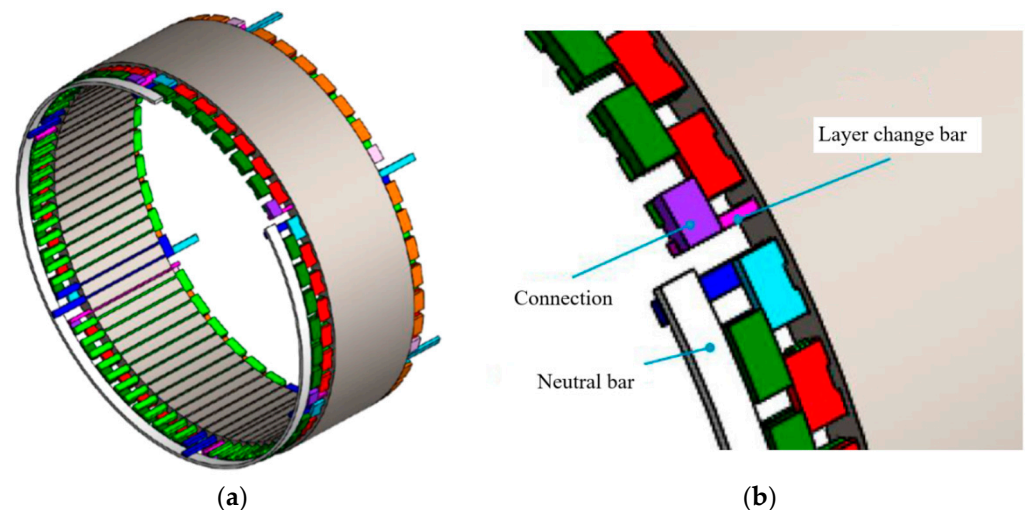 Layer change bar
Connection
Neutral bar
(a)
(b)